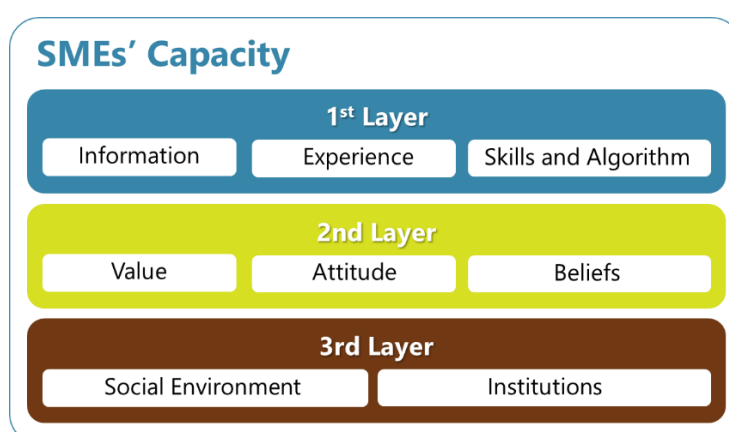 SMEs’ Capacity
1st Layer
Information Experience Skills and Algorithm
2nd Layer
Value Attitude Beliefs
3rd Layer
Social Environment Institutions